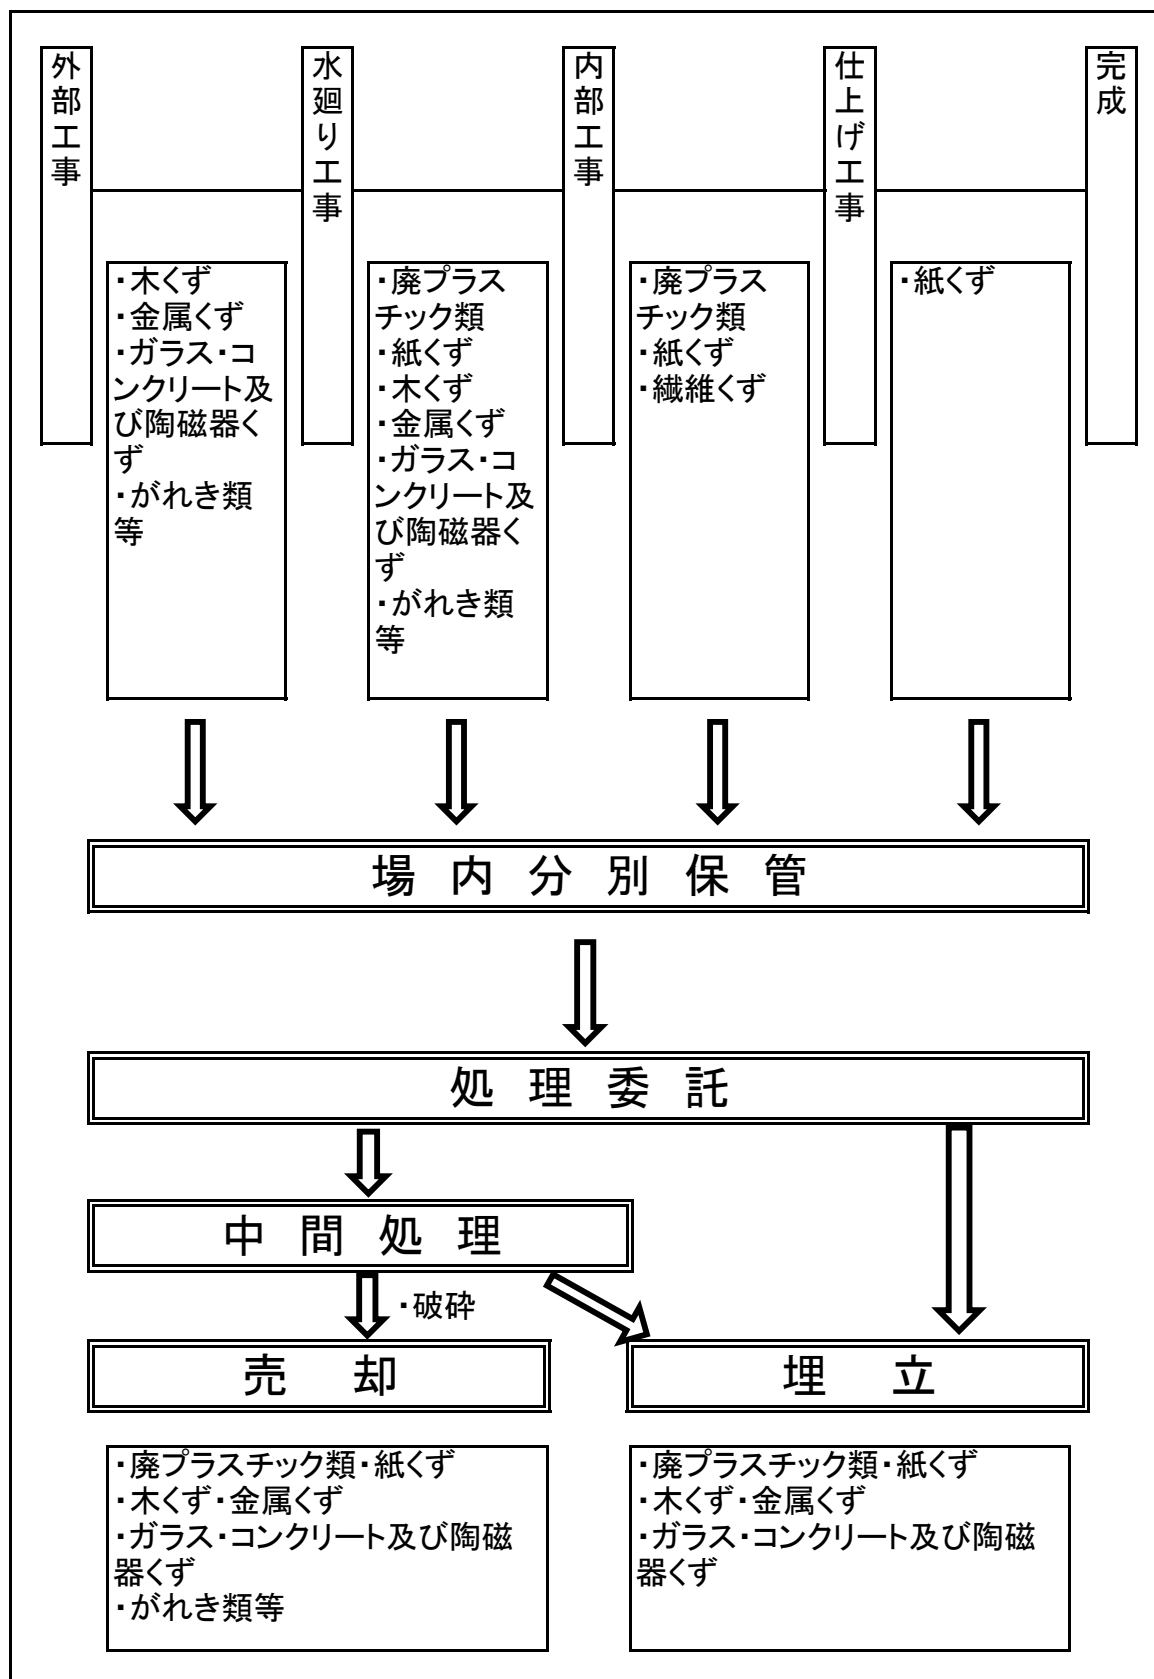 外部工事
水廻り工事
内部工事
仕上げ工事
完成
・木くず
・金属くず
・ガラス・コ
ンクリート及
び陶磁器く
ず
・がれき類
等
・廃プラス
チック類
・紙くず
・木くず
・金属くず
・ガラス・コ
ンクリート及
び陶磁器く
ず
・がれき類
等
・廃プラス
チック類
・紙くず
・繊維くず
・紙くず
場内分別保管
処理委託
中間処理
・破砕
売却
埋立
・廃プラスチック類・紙くず
・木くず・金属くず
・ガラス・コンクリート及び陶磁
器くず
・がれき類等
・廃プラスチック類・紙くず
・木くず・金属くず
・ガラス・コンクリート及び陶磁
器くず